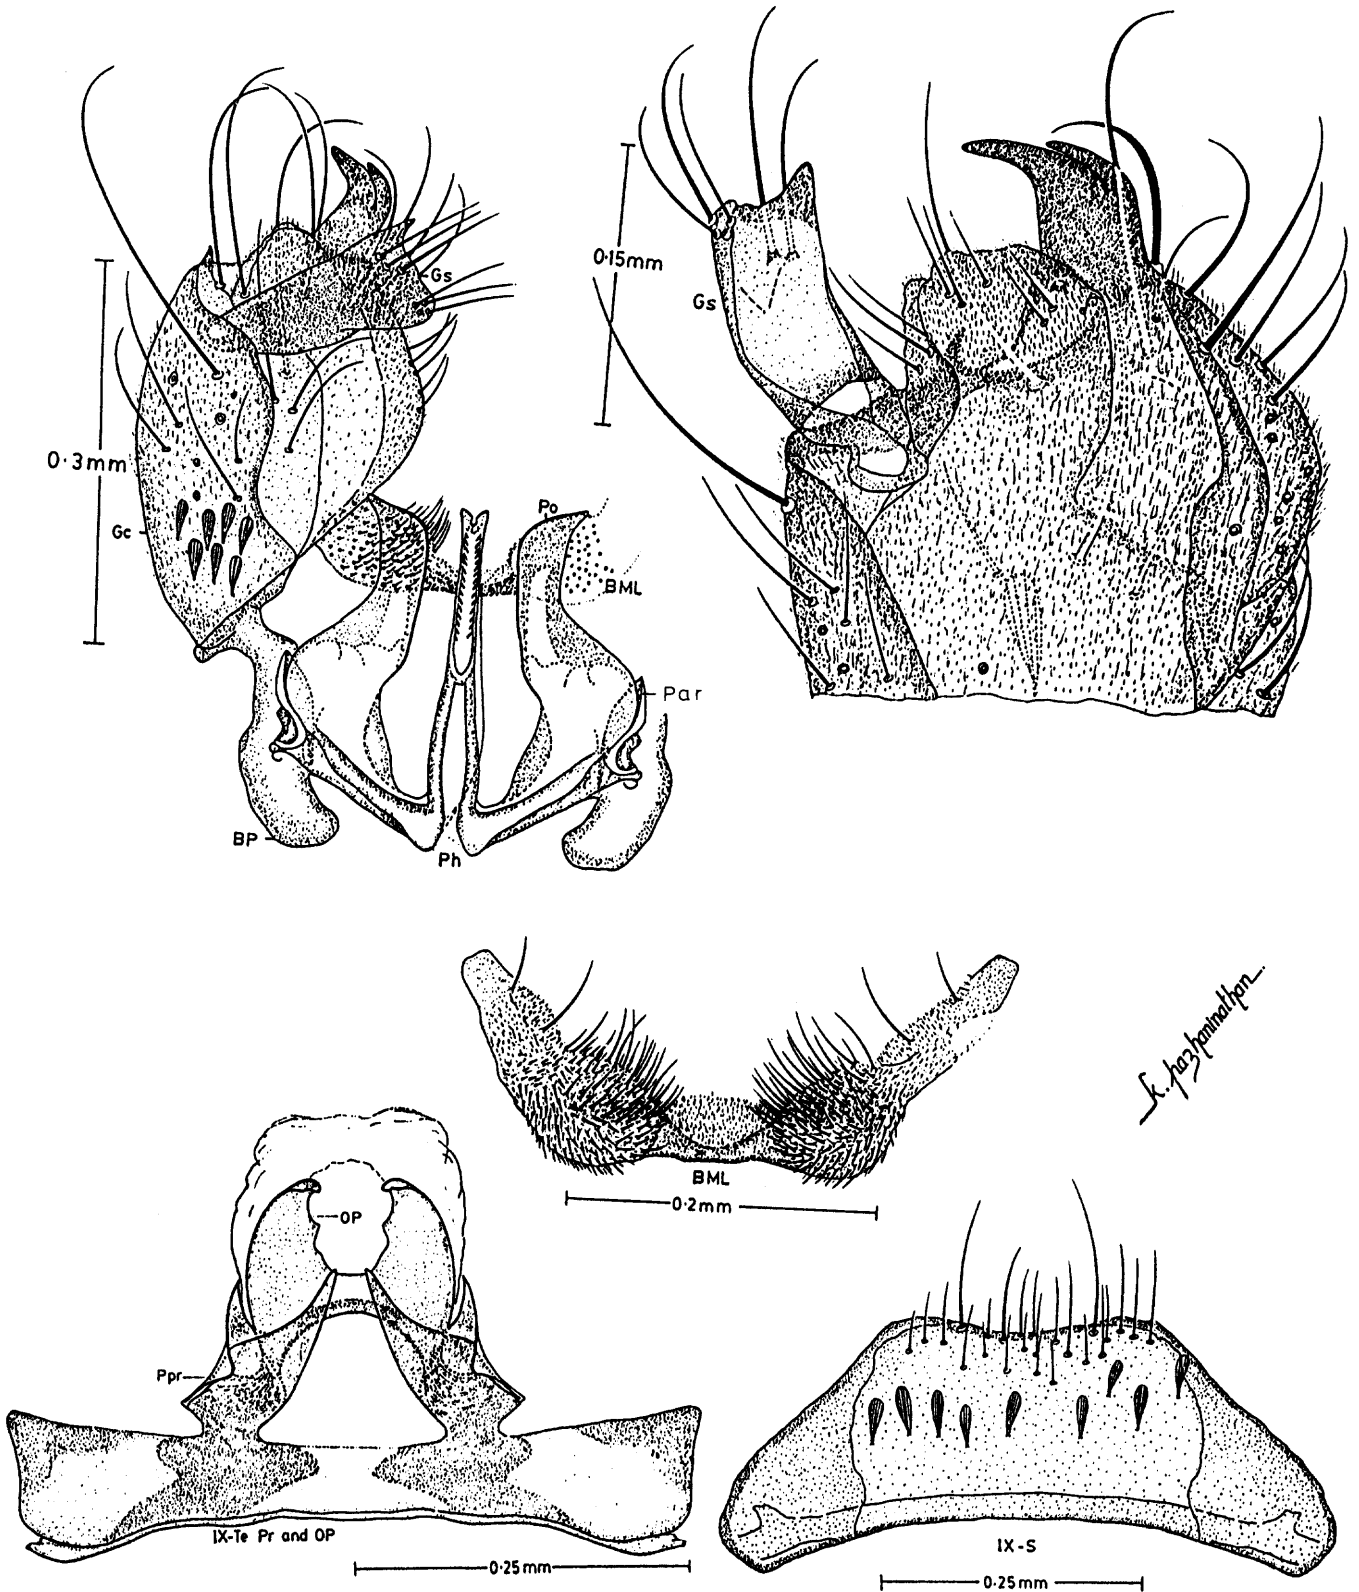 Gs
0·3mm
Gc
Po
BML
Par
BP
Ph
0·15mm
Gs
BML
0·2mm
k. pazhaninathan
OP
Ppr
IX-Te Pr and OP
0·25mm
IX-S
0·25mm